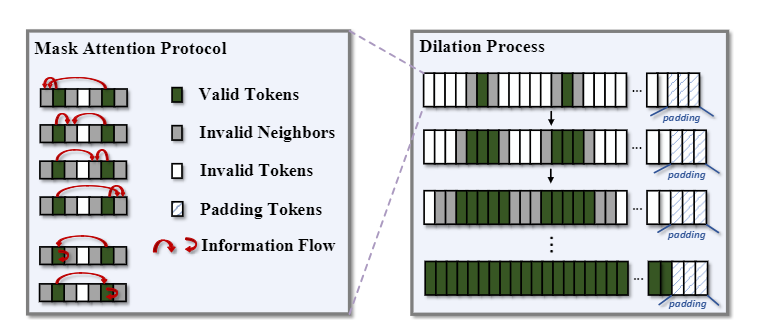 Mask Attention Protocol
Valid Tokens
Invalid Neighbors
Invalid Tokens
Padding Tokens
Information Flow
Dilation Process
...
padding
...
padding
...
padding
...
padding